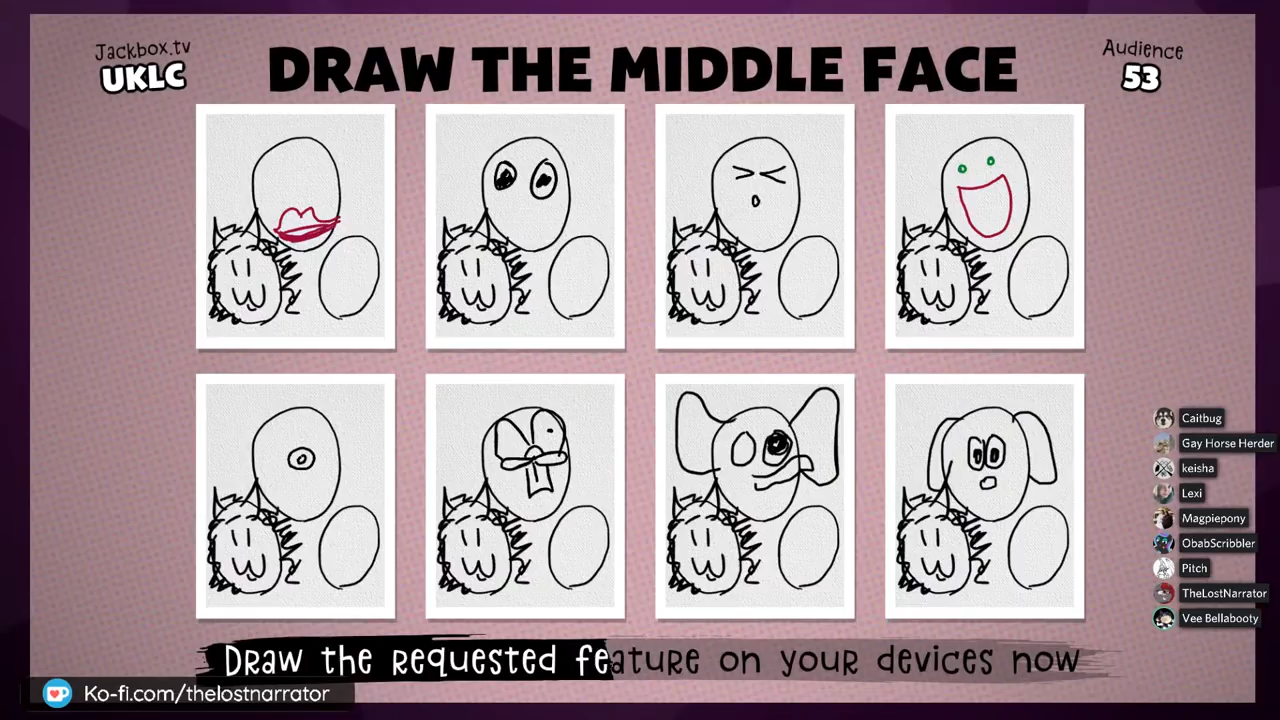 Jackbox.tv
UKLC
DRAW THE MIDDLE FACE
Audience
53
Caitbug
Gay Horse Herder
keisha
Lexi
Magpiepony
ObabScribbler
Pitch
TheLostNarrator
Vee Bellabooty
Draw the requested feature on your devices now
Ko-fi.com/thelostnarrator